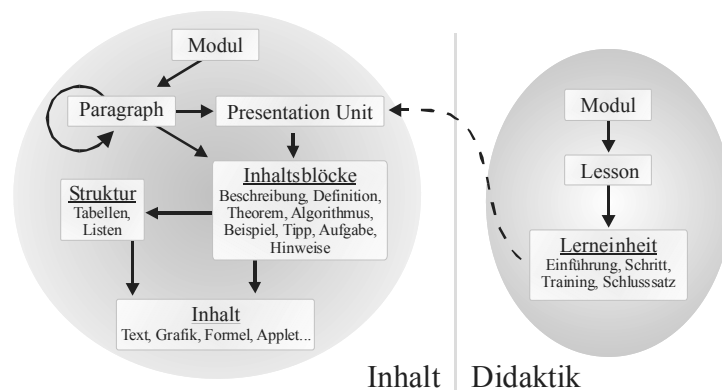 Modul
Paragraph
Presentation Unit
Inhaltsblöcke
Beschreibung, Definition,
Theorem, Algorithmus,
Beispiel, Tipp, Aufgabe,
Hinweise
Struktur
Tabellen,
Listen
Inhalt
Text, Grafik, Formel, Applet...
Inhalt
Modul
Lesson
Lerneinheit
Einführung, Schritt,
Training, Schlusssatz
Didaktik